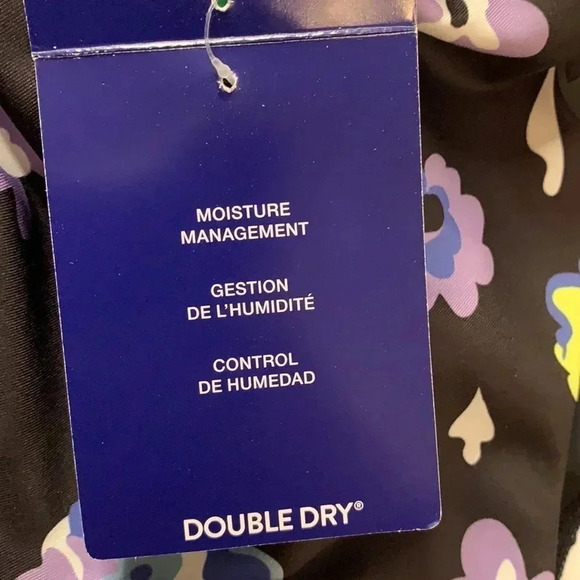 MOISTURE
MANAGEMENT
GESTION
DE L'HUMIDITÉ
CONTROL
DE HUMEDAD
DOUBLE DRY®